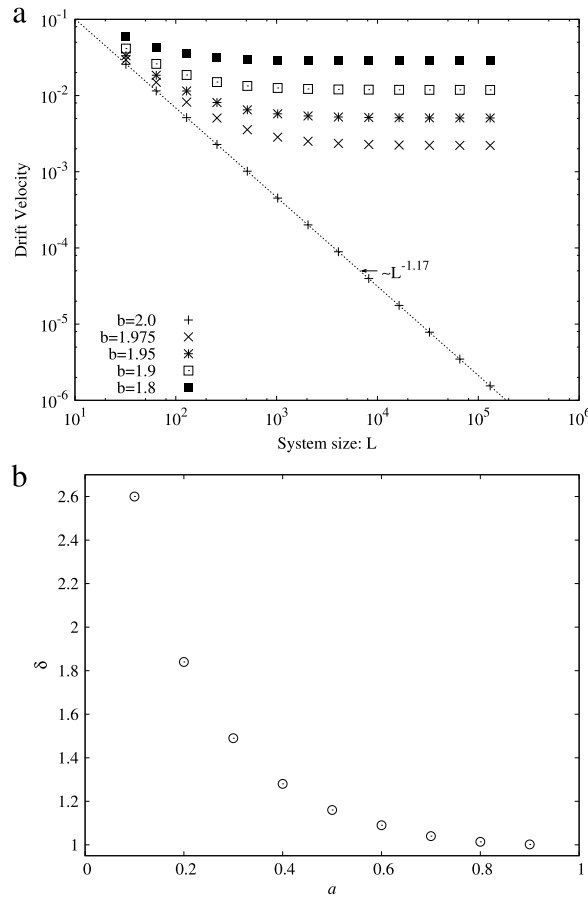 a
10^-1
10^-2
10^-3
10^-4
10^-5
10^-6
Drift Velocity
~L^-1.17
b=2.0
b=1.975
b=1.95
b=1.9
b=1.8
10^1 10^2 10^3 10^4 10^5 10^6
System size: L
b
2.6
2.4
2.2
2
1.8
1.6
1.4
1.2
1
δ
0 0.2 0.4 0.6 0.8 1
a